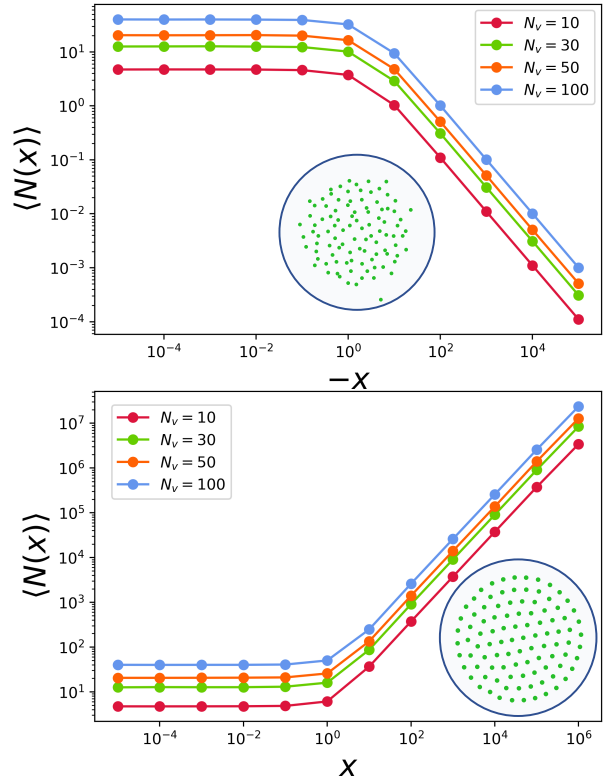 N_v = 10
N_v = 30
N_v = 50
N_v = 100
10^1
10^0
10^−1
10^−2
10^−3
10^−4
⟨N(x)⟩
10^−4 10^−2 10^0 10^2 10^4
−x
N_v = 10
N_v = 30
N_v = 50
N_v = 100
10^7
10^6
10^5
10^4
10^3
10^2
10^1
⟨N(x)⟩
10^−4 10^−2 10^0 10^2 10^4 10^6
x